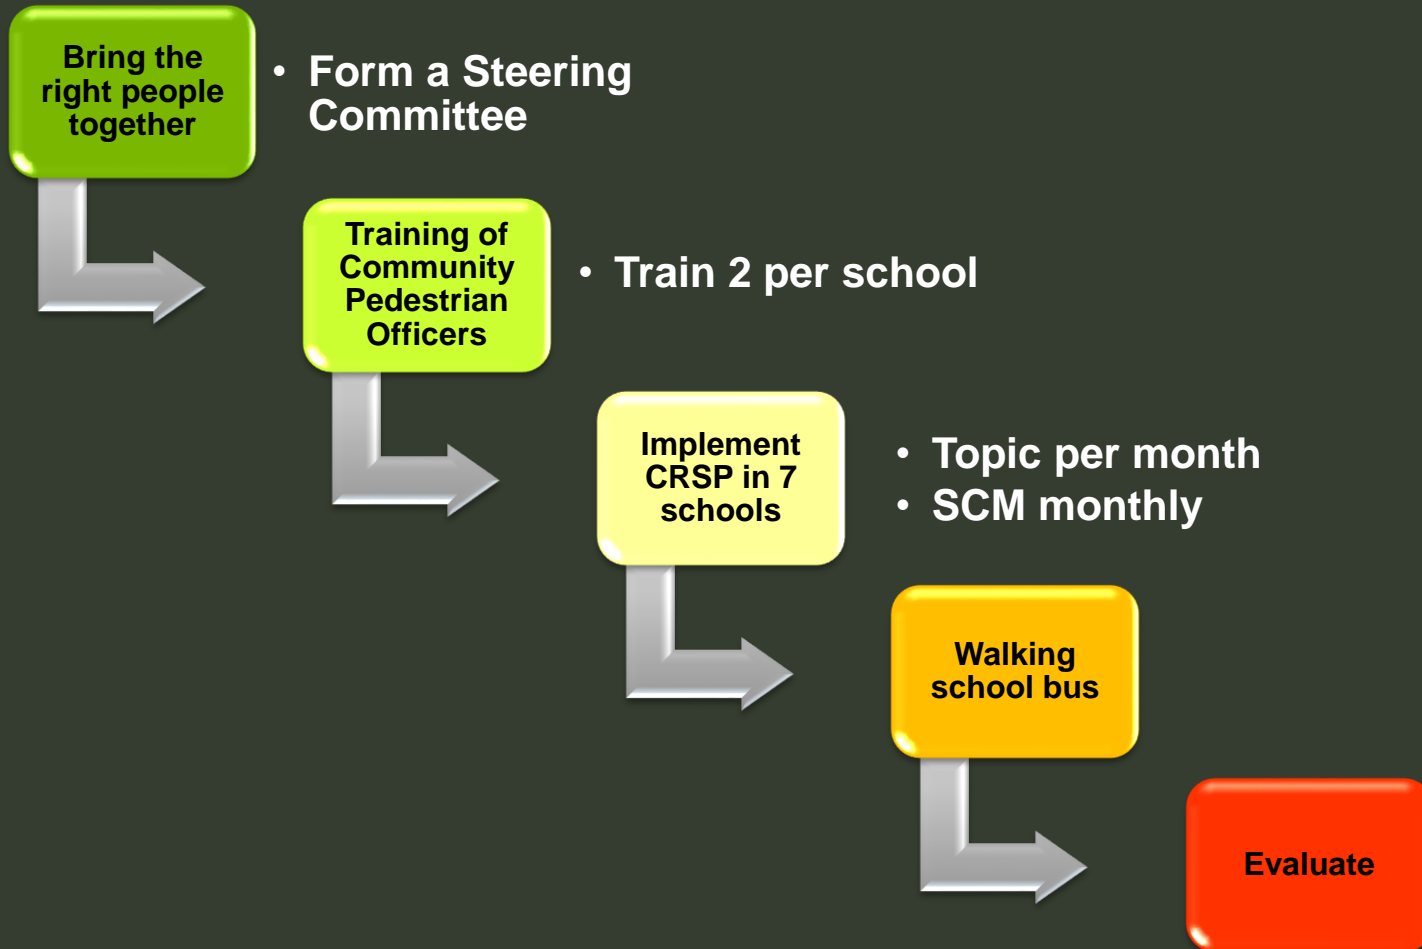 Bring the
right people
together
• Form a Steering
Committee
Training of
Community
Pedestrian
Officers
• Train 2 per school
Implement
CRSP in 7
schools
• Topic per month
• SCM monthly
Walking
school bus
Evaluate